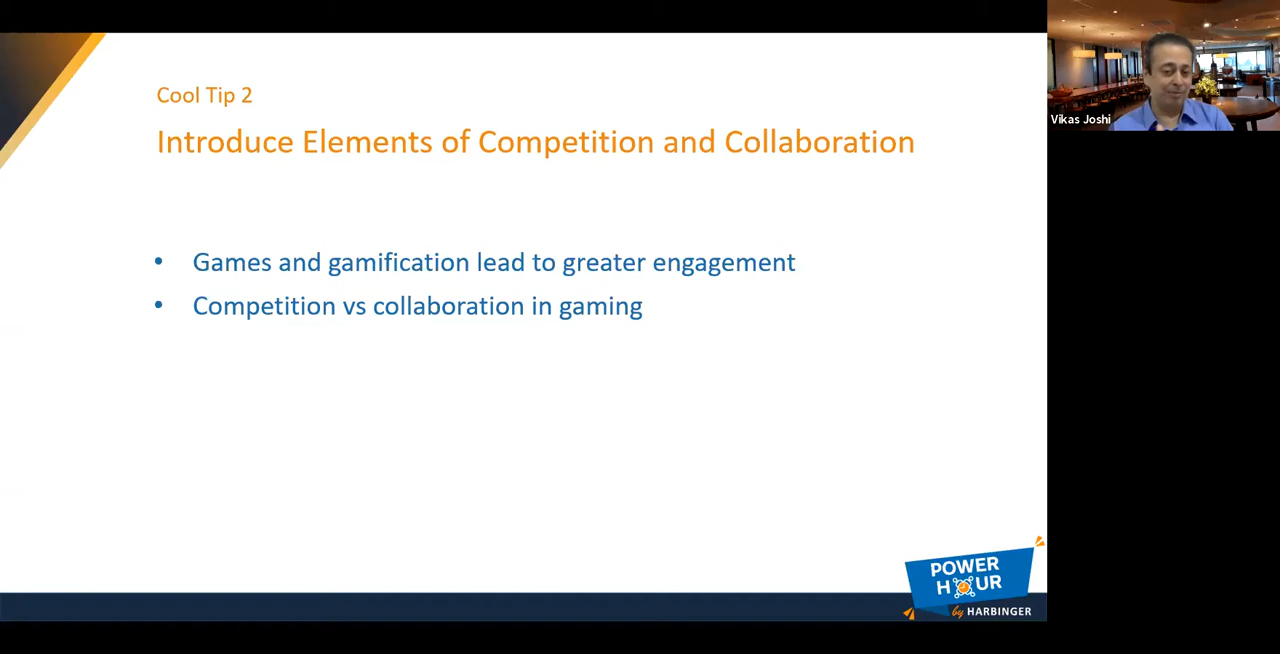 Cool Tip 2
Introduce Elements of Competition and Collaboration
• Games and gamification lead to greater engagement
• Competition vs collaboration in gaming
Vikas Joshi
POWER
HOUR
by HARBINGER